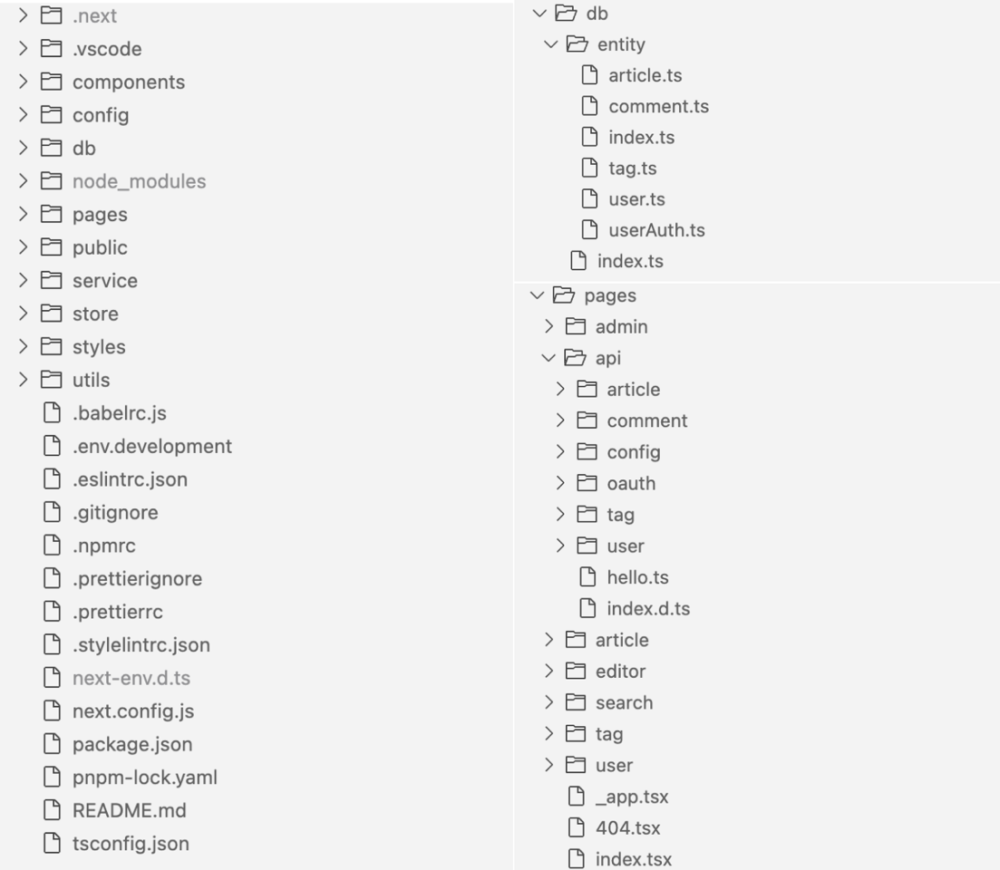 .next
.vscode
components
config
db
node_modules
pages
public
service
store
styles
utils
.babelrc.js
.env.development
.eslintrc.json
.gitignore
.npmrc
.prettierignore
.prettierrc
.stylelintrc.json
next-env.d.ts
next.config.js
package.json
pnpm-lock.yaml
README.md
tsconfig.json
db
entity
article.ts
comment.ts
index.ts
tag.ts
user.ts
userAuth.ts
index.ts
pages
admin
api
article
comment
config
oauth
tag
user
hello.ts
index.d.ts
article
editor
search
tag
user
_app.tsx
404.tsx
index.tsx